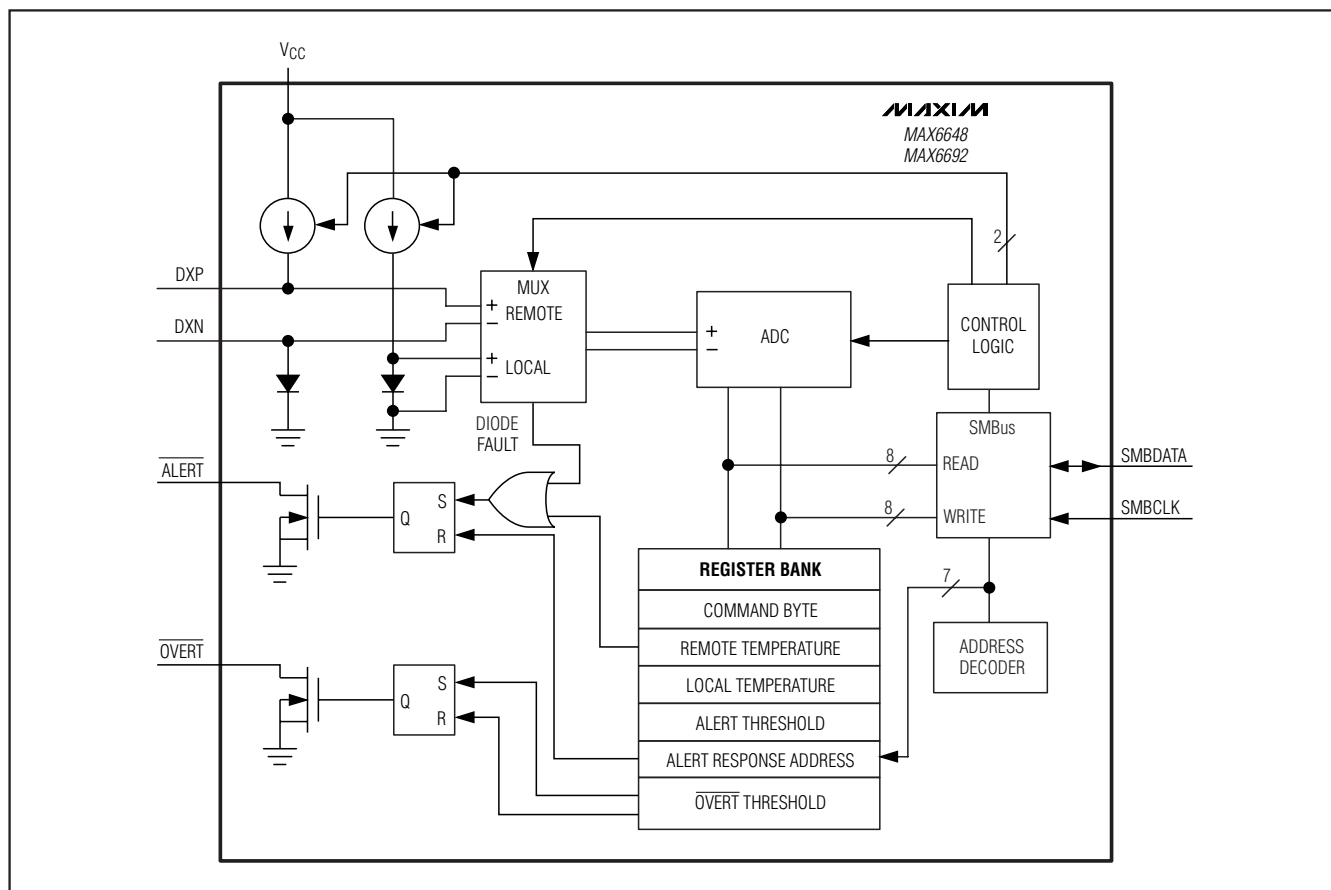 VCC
MAXIM
MAX6648
MAX6692
2
DXP
MUX
+
REMOTE
−
DXN
+
LOCAL
−
+
ADC
−
CONTROL
LOGIC
DIODE
FAULT
SMBus
8
READ
SMBDATA
8
WRITE
SMBCLK
ALERT
S
Q
R
REGISTER BANK
COMMAND BYTE
REMOTE TEMPERATURE
LOCAL TEMPERATURE
ALERT THRESHOLD
ALERT RESPONSE ADDRESS
OVERT THRESHOLD
7
ADDRESS
DECODER
OVERT
S
Q
R